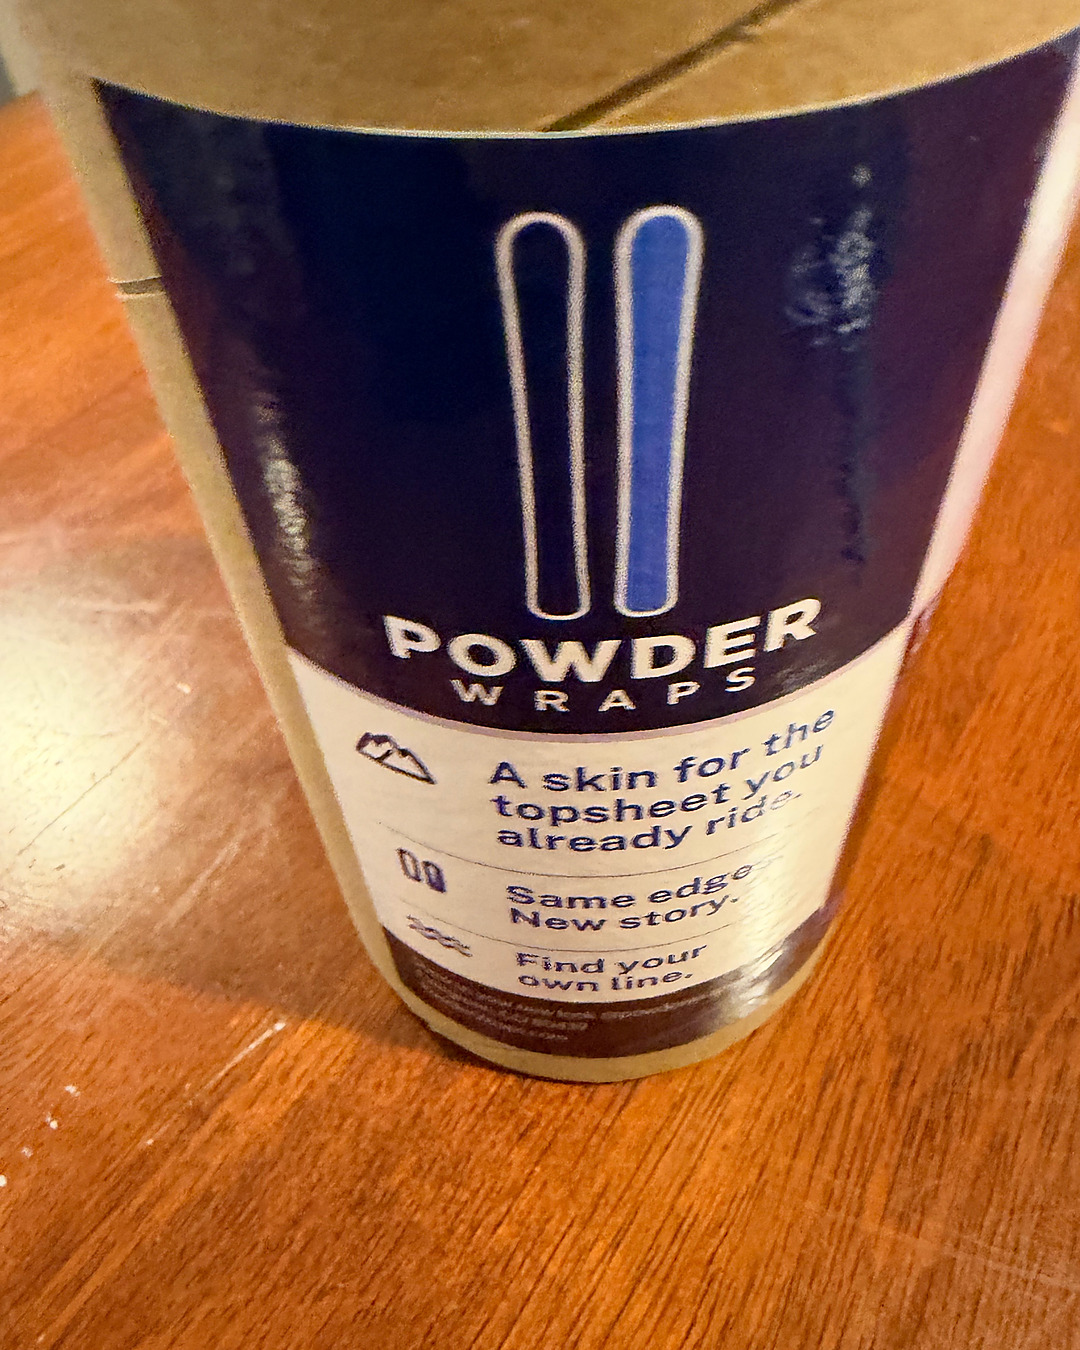 POWDER
WRAPS
A skin for the
topsheet you
already ride.
Same edge
New story.
Find your
own line.